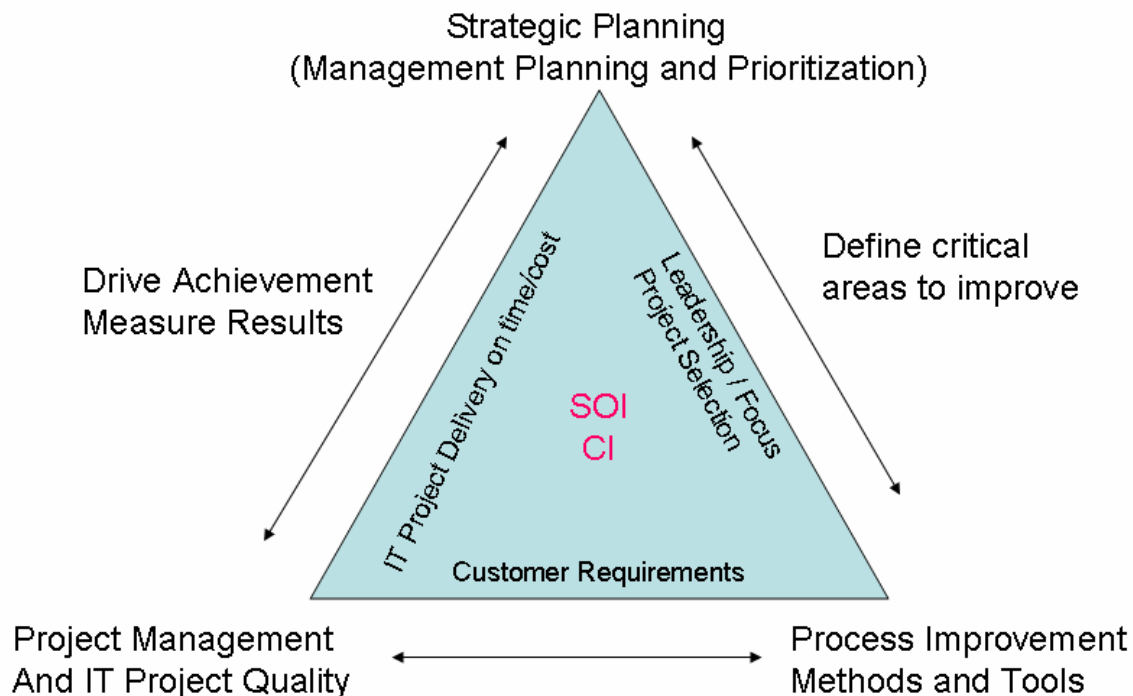 Strategic Planning
(Management Planning and Prioritization)
Drive Achievement
Measure Results
Define critical
areas to improve
IT Project Delivery on time/cost
Leadership / Focus
Project Selection
SOI
CI
Customer Requirements
Project Management
And IT Project Quality
Process Improvement
Methods and Tools